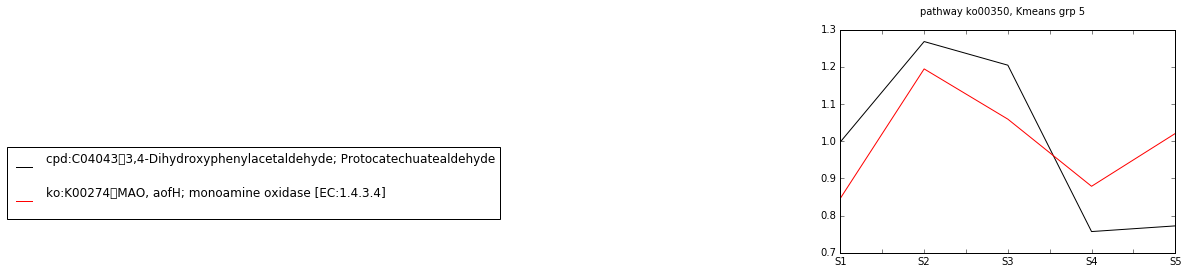 pathway ko00350, Kmeans grp 5
1.3
1.2
1.1
1.0
0.9
0.8
0.7
S1
S2
S3
S4
S5
cpd:C04043▯3,4-Dihydroxyphenylacetaldehyde; Protocatechuatealdehyde
ko:K00274▯MAO, aofH; monoamine oxidase [EC:1.4.3.4]